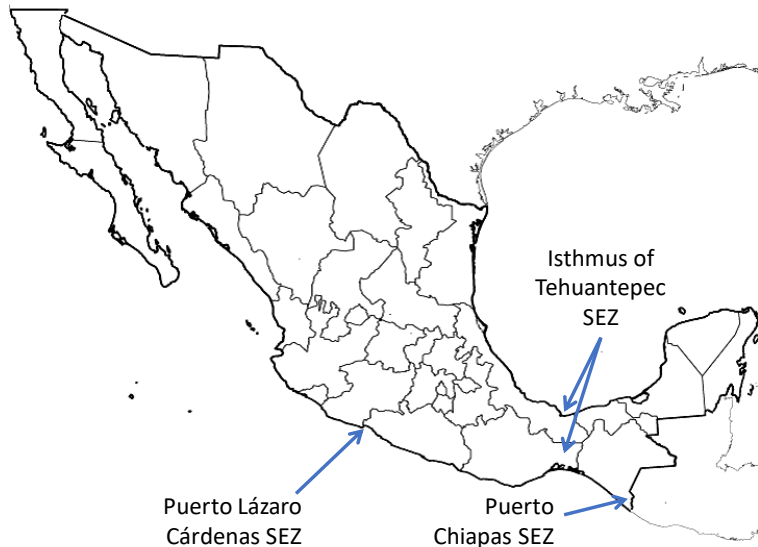 Isthmus of
Tehuantepec
SEZ
Puerto Lázaro
Cárdenas SEZ
Puerto
Chiapas SEZ